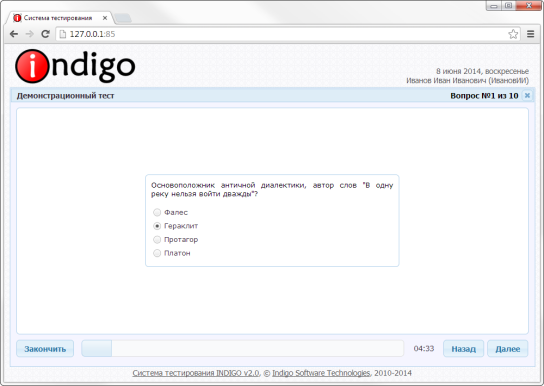 Система тестирования
127.0.0.1:85
indigo
8 июня 2014, воскресенье
Иванов Иван Иванович (ИвановИИ)
Демонстрационный тест
Вопрос №1 из 10
Основоположник античной диалектики, автор слов "В одну
реку нельзя войти дважды"?
Фалес
Гераклит
Протагор
Платон
Закончить
04:33
Назад
Далее
Система тестирования INDIGO v2.0, © Indigo Software Technologies, 2010-2014